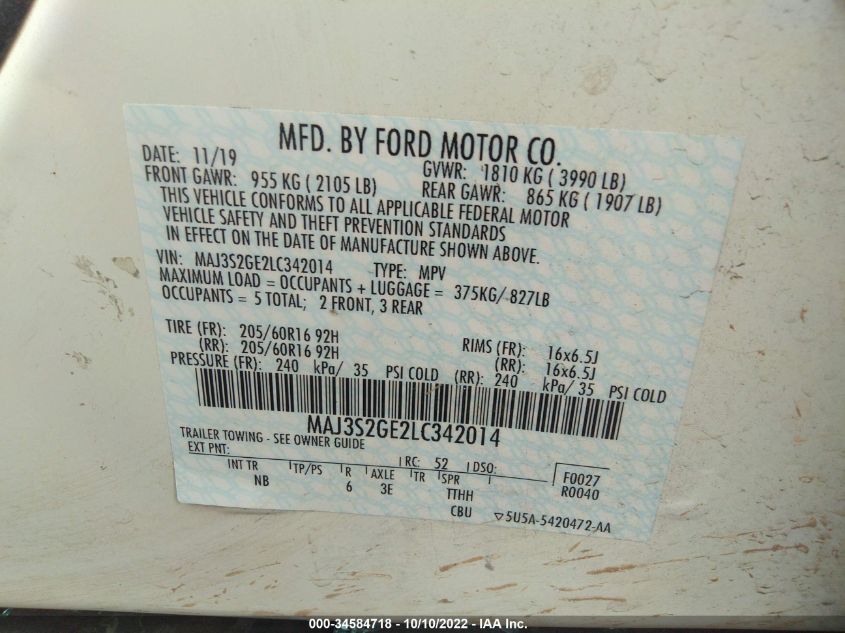 MFD. BY FORD MOTOR CO.
DATE: 11/19 GVWR: 1810 KG ( 3990 LB)
FRONT GAWR: 955 KG ( 2105 LB) REAR GAWR: 865 KG ( 1907 LB)
THIS VEHICLE CONFORMS TO ALL APPLICABLE FEDERAL MOTOR
VEHICLE SAFETY AND THEFT PREVENTION STANDARDS
IN EFFECT ON THE DATE OF MANUFACTURE SHOWN ABOVE.
VIN: MAJ3S2GE2LC342014 TYPE: MPV
MAXIMUM LOAD = OCCUPANTS + LUGGAGE = 375KG/ 827LB
OCCUPANTS = 5 TOTAL; 2 FRONT, 3 REAR
TIRE (FR): 205/60R16 92H RIMS (FR): 16x6.5J
(RR): 205/60R16 92H (RR): 16x6.5J
PRESSURE (FR): 240 kPa/ 35 PSI COLD (RR): 240 kPa/ 35 PSI COLD
MAJ3S2GE2LC342014
TRAILER TOWING - SEE OWNER GUIDE
EXT PNT: RC: 52 DSO: F0027
INT TR TP/PS R AXLE TR SPR R0040
NB 6 3E TTHH
CBU 5U5A-5420472-AA
000-34584718 - 10/10/2022 - IAA Inc.